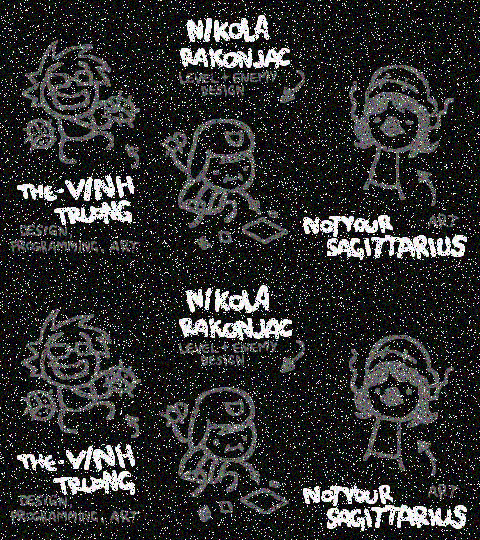 NIKOLA
RAKONJAC
LEVEL + ENEMY
DESIGN
THE-VINH
TRUONG
DESIGN,
PROGRAMMING, ART
NOTYOUR
SAGITTARIUS
ART
NIKOLA
RAKONJAC
LEVEL + ENEMY
DESIGN
THE-VINH
TRUONG
DESIGN,
PROGRAMMING, ART
NOTYOUR
SAGITTARIUS
ART